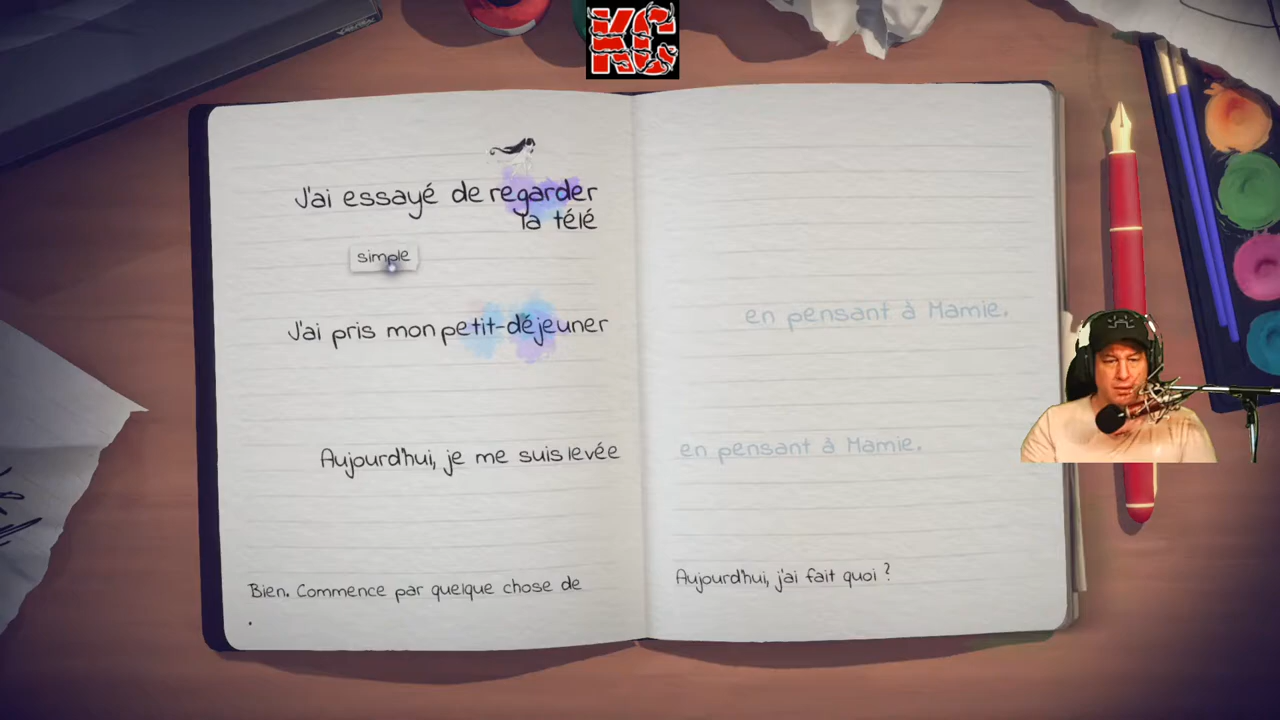 KC
J'ai essayé de regarder
la télé
simple
J'ai pris mon petit-déjeuner
Aujourd'hui, je me suis levée
Bien. Commence par quelque chose de
.
en pensant à Mamie.
en pensant à Mamie.
Aujourd'hui, j'ai fait quoi ?